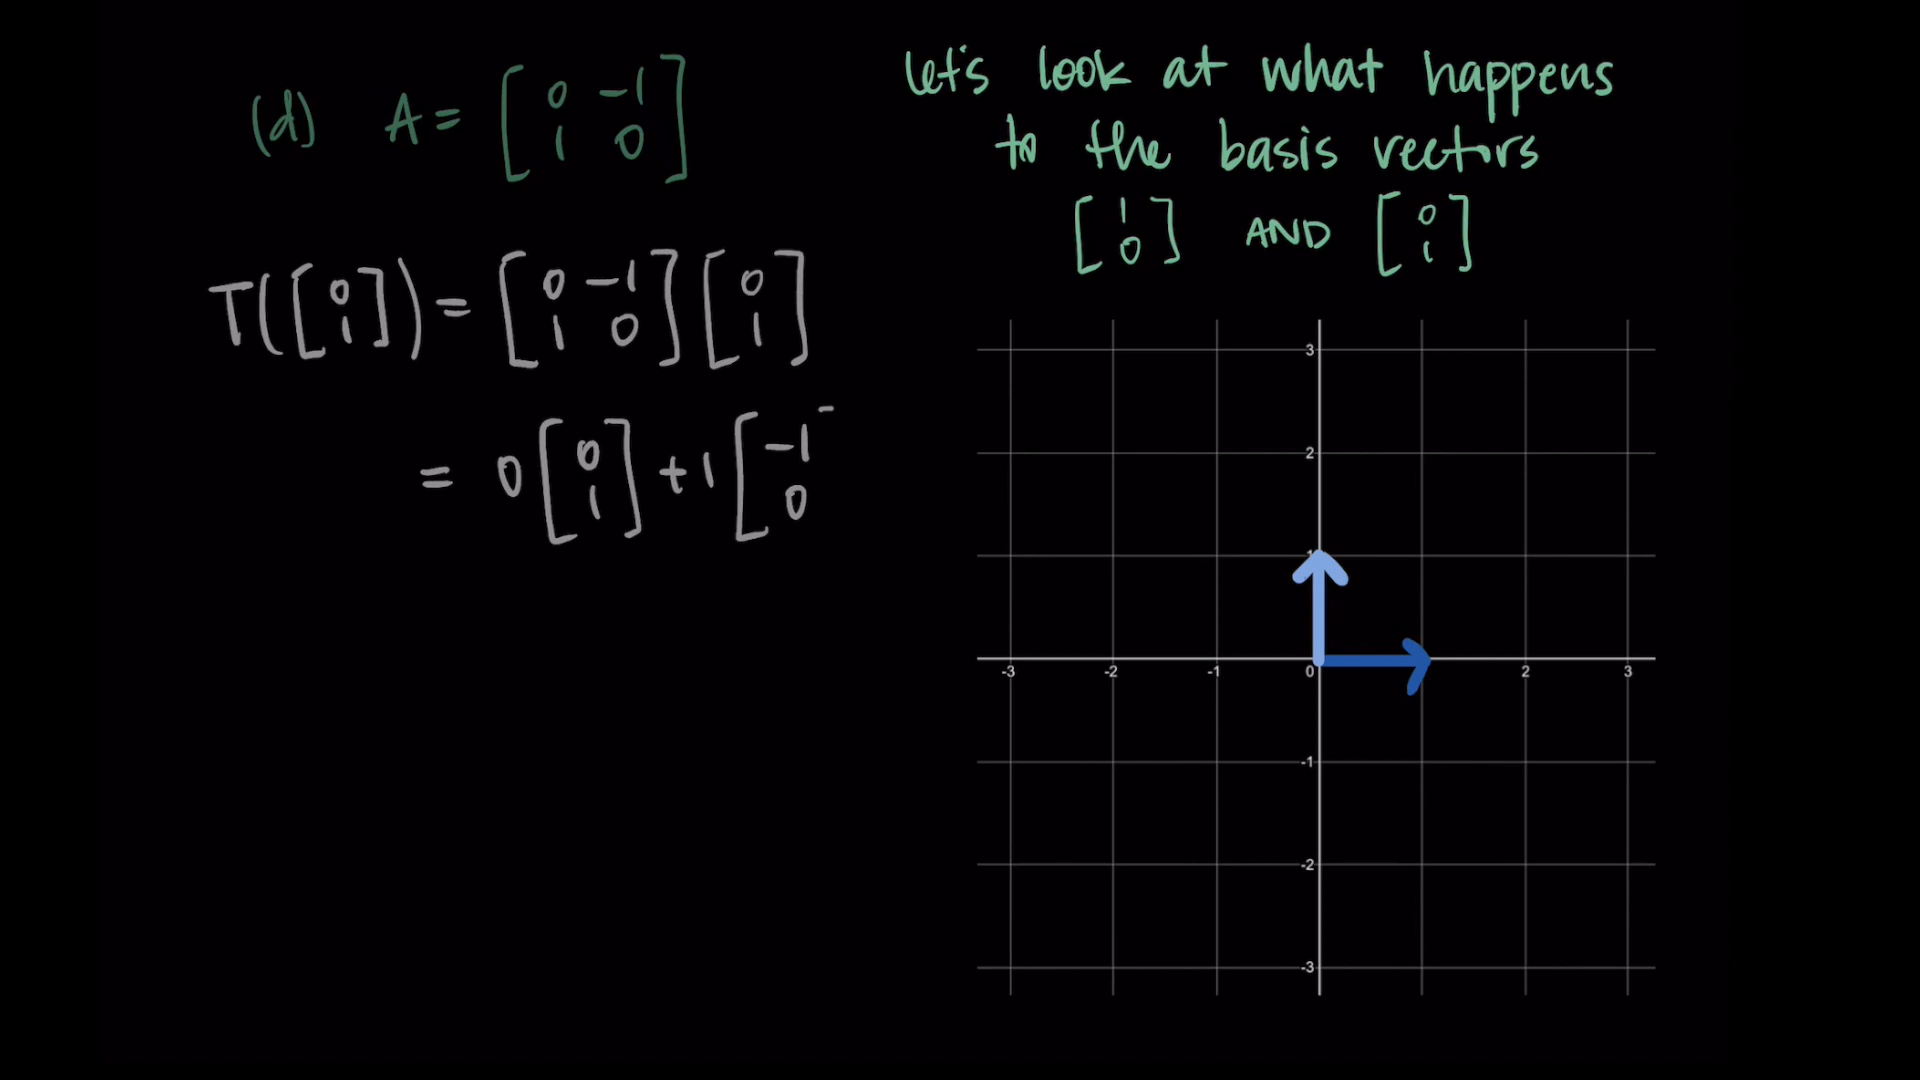 (d) A = [0 -1
1 0]
let's look at what happens
to the basis vectors
[1
0] AND [0
1]
T([0
1]) = [0 -1
1 0] [0
1]
= 0[0
1] + 1[-1
0
3
2
1
-3 -2 -1 0 2 3
-1
-2
-3